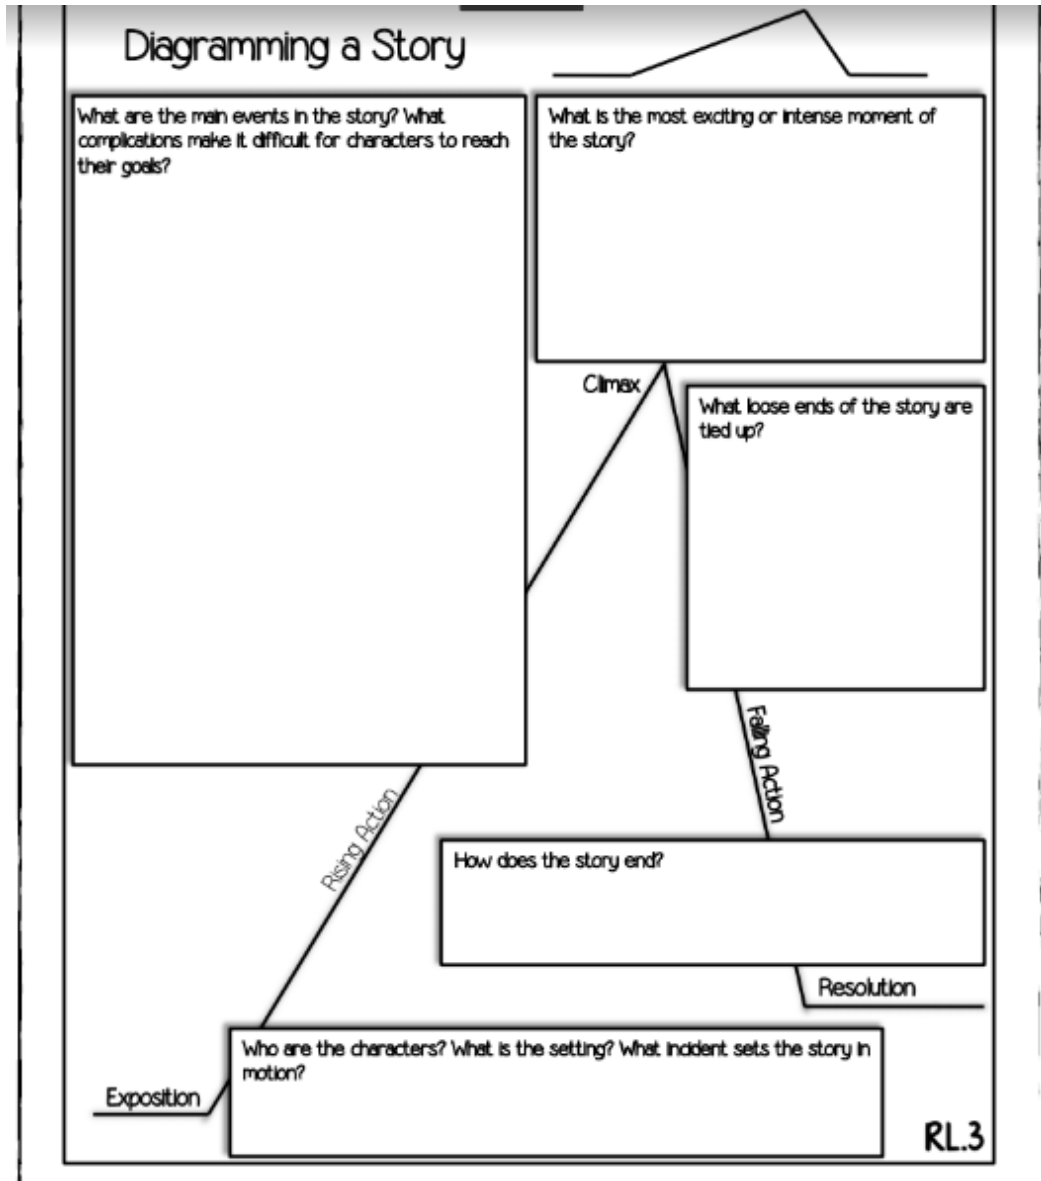 Diagramming a Story
What are the main events in the story? What
complications make it difficult for characters to reach
their goals?
What is the most exciting or intense moment of
the story?
Climax
What loose ends of the story are
tied up?
Falling Action
Rising Action
How does the story end?
Resolution
Who are the characters? What is the setting? What incident sets the story in
motion?
Exposition
RL.3